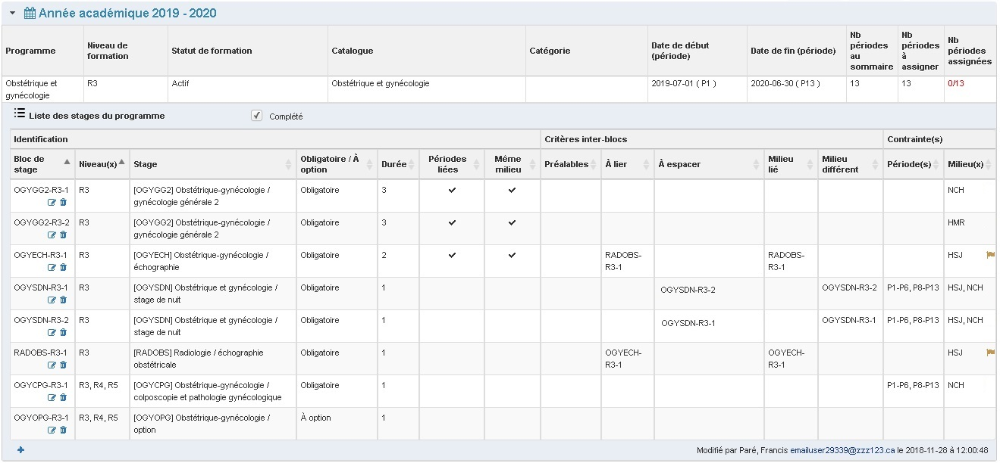 Année académique 2019 - 2020
Programme Niveau de formation Statut de formation Catalogue Catégorie Date de début (période) Date de fin (période) Nb périodes au sommaire Nb périodes à assigner Nb périodes assignées
Obstétrique et gynécologie R3 Actif Obstétrique et gynécologie 2019-07-01 ( P1 ) 2020-06-30 ( P13 ) 13 13 0/13
Liste des stages du programme Complété
Identification Critères inter-blocs Contrainte(s)
Bloc de stage Niveau(x) Stage Obligatoire / À option Durée Périodes liées Même milieu Préalables À lier À espacer Milieu lié Milieu différent Période(s) Milieu(x)
OGYGG2-R3-1 R3 [OGYGG2] Obstétrique-gynécologie / gynécologie générale 2 Obligatoire 3 ✓ ✓ NCH
OGYGG2-R3-2 R3 [OGYGG2] Obstétrique-gynécologie / gynécologie générale 2 Obligatoire 3 ✓ ✓ HMR
OGYECH-R3-1 R3 [OGYECH] Obstétrique-gynécologie / échographie Obligatoire 2 ✓ ✓ RADOBS-R3-1 RADOBS-R3-1 HSJ
OGYSDN-R3-1 R3 [OGYSDN] Obstétrique et gynécologie / stage de nuit Obligatoire 1 OGYSDN-R3-2 OGYSDN-R3-2 P1-P6, P8-P13 HSJ, NCH
OGYSDN-R3-2 R3 [OGYSDN] Obstétrique et gynécologie / stage de nuit Obligatoire 1 OGYSDN-R3-1 OGYSDN-R3-1 P1-P6, P8-P13 HSJ, NCH
RADOBS-R3-1 R3 [RADOBS] Radiologie / échographie obstétricale Obligatoire 1 OGYECH-R3-1 OGYECH-R3-1 HSJ
OGYCPG-R3-1 R3, R4, R5 [OGYCPG] Obstétrique-gynécologie / colposcopie et pathologie gynécologique Obligatoire 1 P1-P6, P8-P13 NCH
OGYOPG-R3-1 R3, R4, R5 [OGYOPG] Obstétrique-gynécologie / option À option 1
Modifié par Paré, Francis emailuser29339@zzz123.ca le 2018-11-28 à 12:00:48